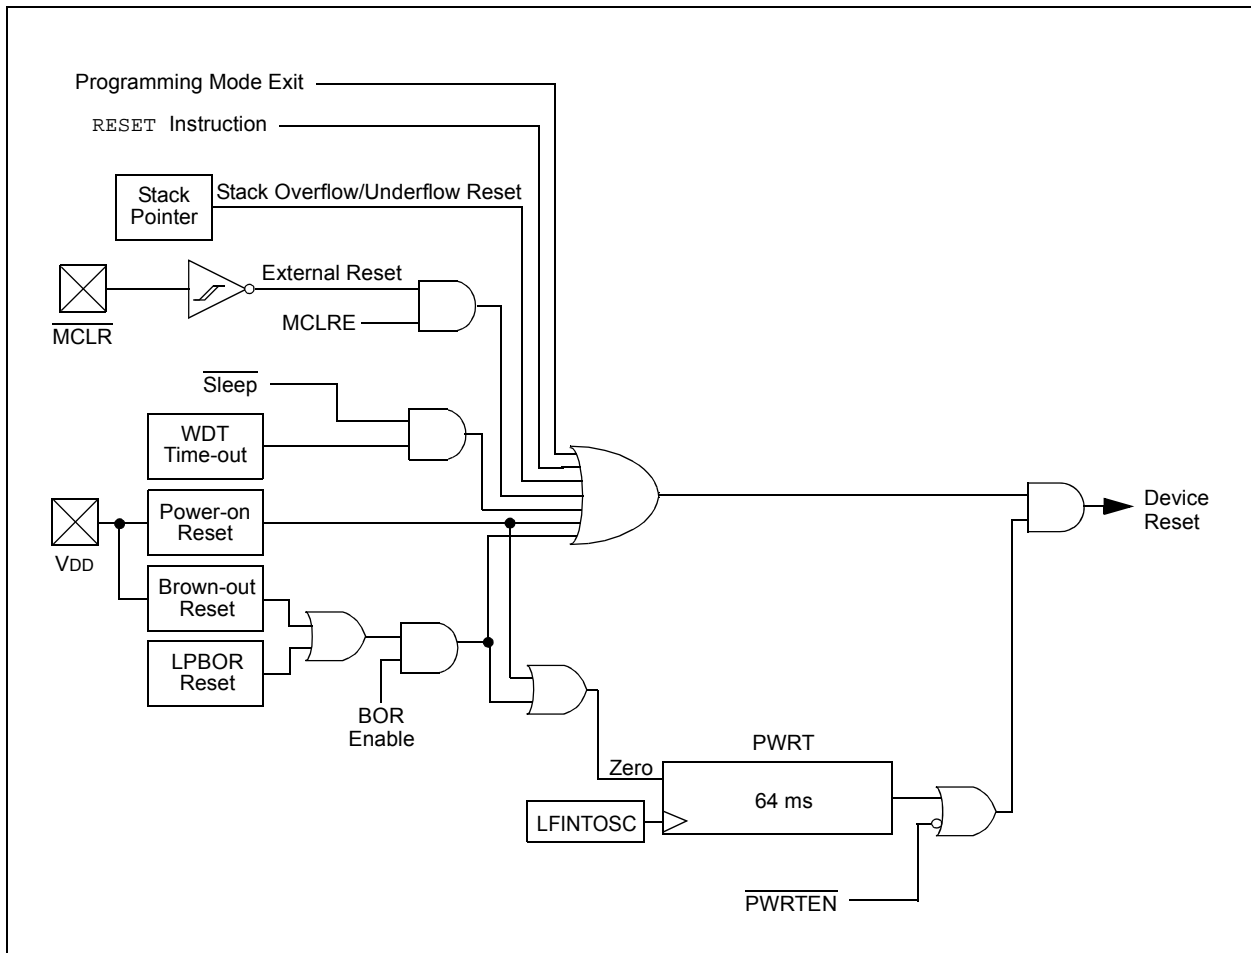 Programming Mode Exit
RESET Instruction
Stack
Pointer
Stack Overflow/Underflow Reset
External Reset
MCLR
MCLRE
Sleep
WDT
Time-out
VDD
Power-on
Reset
Device
Reset
Brown-out
Reset
LPBOR
Reset
BOR
Enable
PWRT
Zero
64 ms
LFINTOSC
PWRTEN